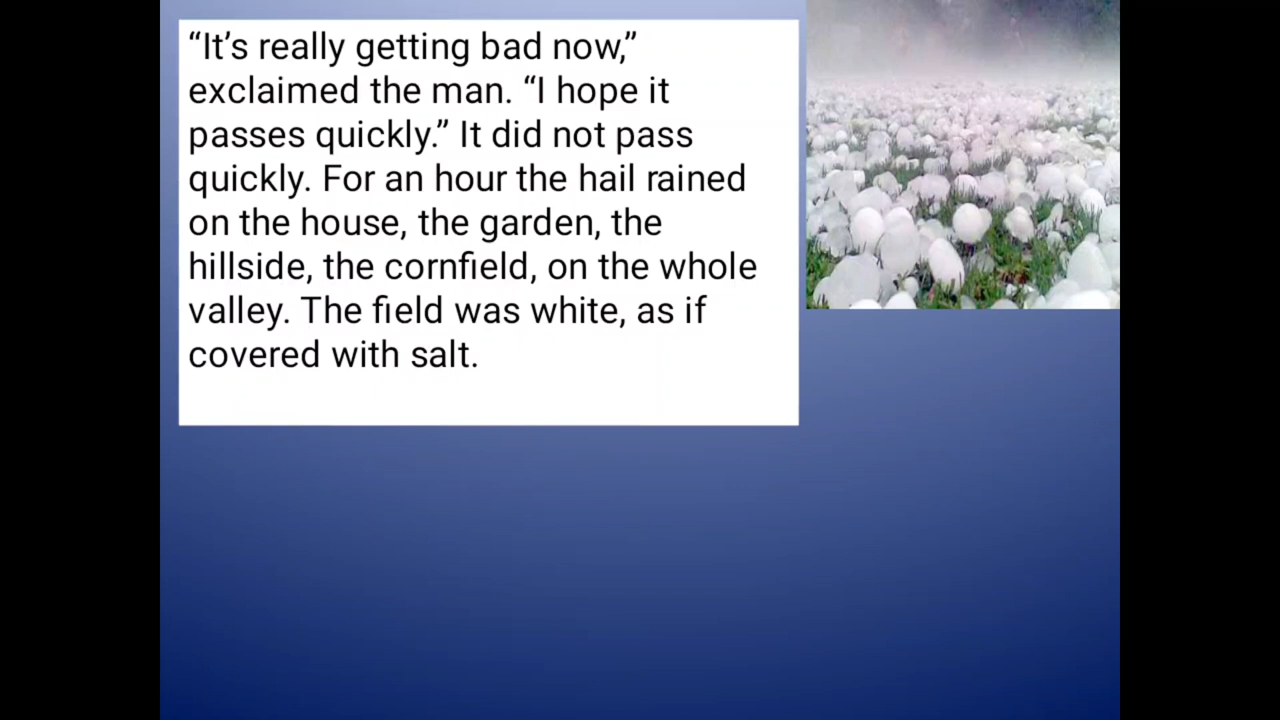 “It’s really getting bad now,”
exclaimed the man. “I hope it
passes quickly.” It did not pass
quickly. For an hour the hail rained
on the house, the garden, the
hillside, the cornfield, on the whole
valley. The field was white, as if
covered with salt.